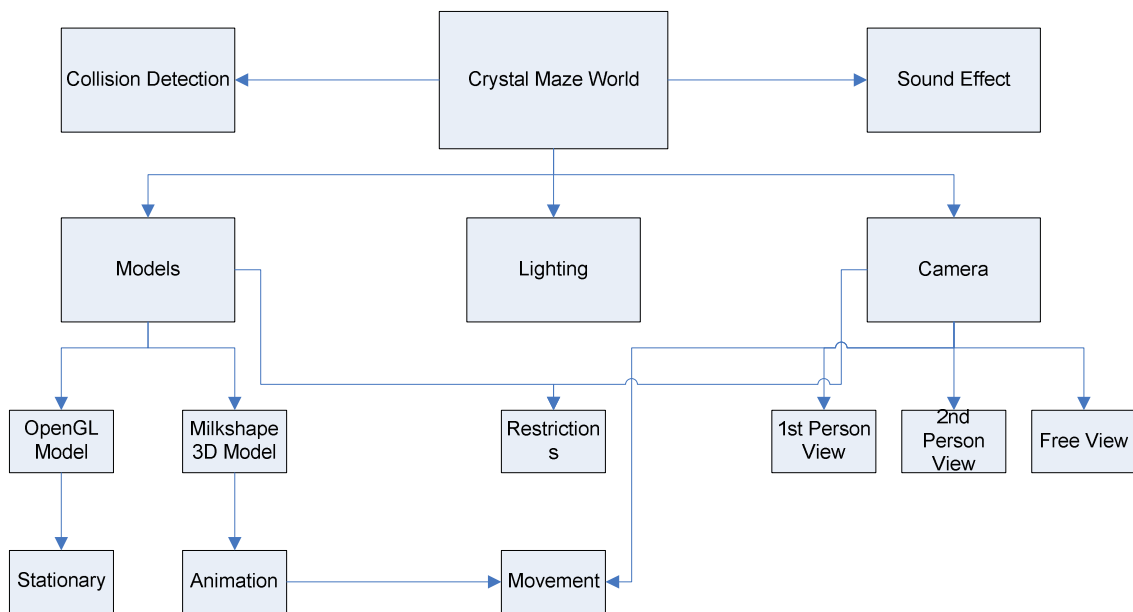 Collision Detection
Crystal Maze World
Sound Effect
Models
Lighting
Camera
OpenGL
Model
Milkshape
3D Model
Restriction
s
1st Person
View
2nd
Person
View
Free View
Stationary
Animation
Movement